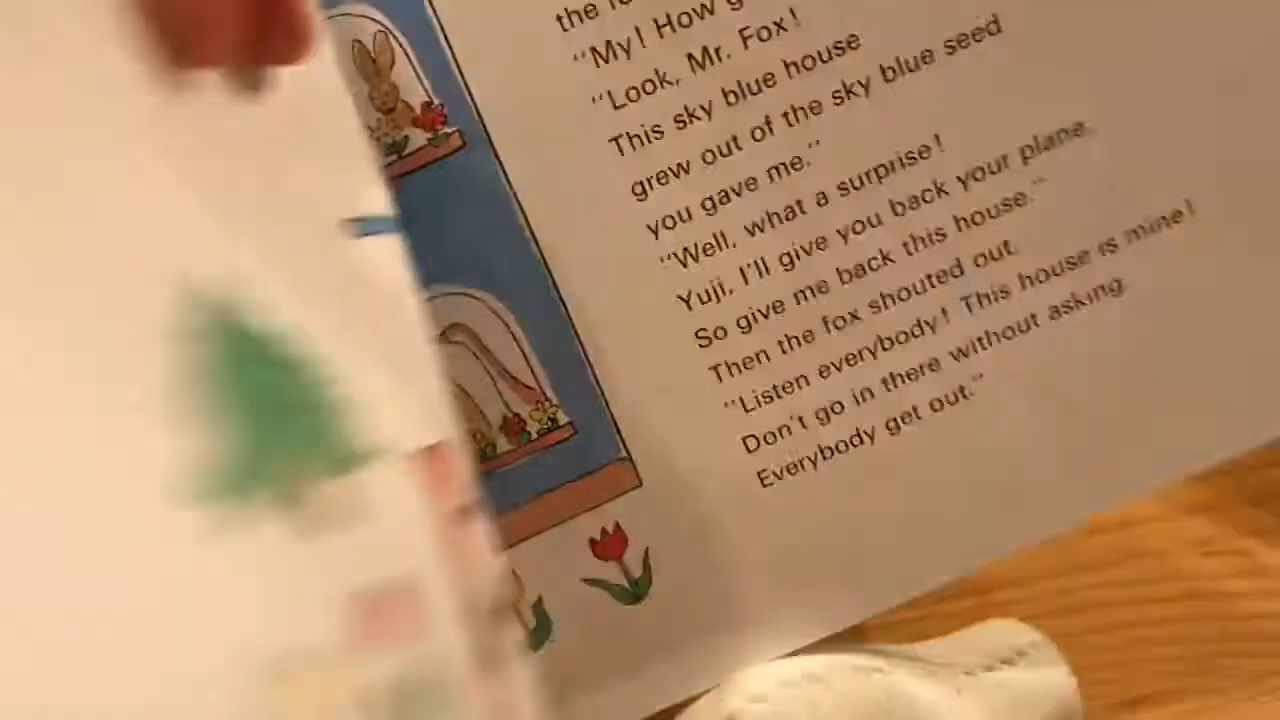 the
"My! How
"Look, Mr. Fox!
This sky blue house
grew out of the sky blue seed
you gave me."
"Well, what a surprise!
Yuji, I'll give you back your plane.
So give me back this house."
Then the fox shouted out.
"Listen everybody! This house is mine!
Don't go in there without asking.
Everybody get out."